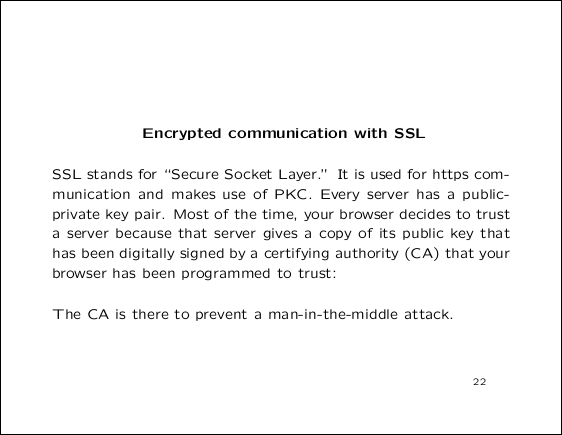 Encrypted communication with SSL
SSL stands for “Secure Socket Layer.” It is used for https com-
munication and makes use of PKC. Every server has a public-
private key pair. Most of the time, your browser decides to trust
a server because that server gives a copy of its public key that
has been digitally signed by a certifying authority (CA) that your
browser has been programmed to trust:
The CA is there to prevent a man-in-the-middle attack.
22